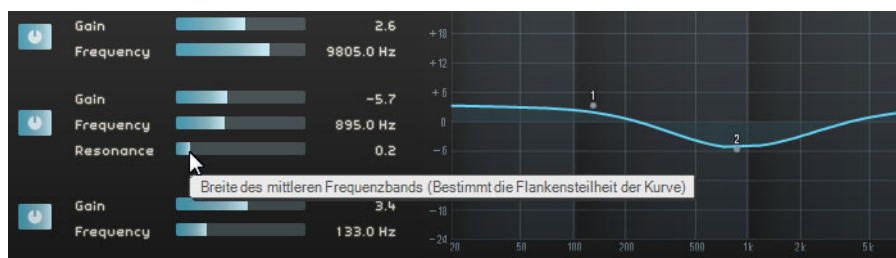 Gain 2.6
Frequency 9805.0 Hz
Gain -5.7
Frequency 895.0 Hz
Resonance 0.2
Breite des mittleren Frequenzbands (Bestimmt die Flankensteilheit der Kurve)
Gain 3.4
Frequency 133.0 Hz
+18
+12
+6
0
-6
-18
-24
1
2
20 50 100 200 500 1k 2k 5k